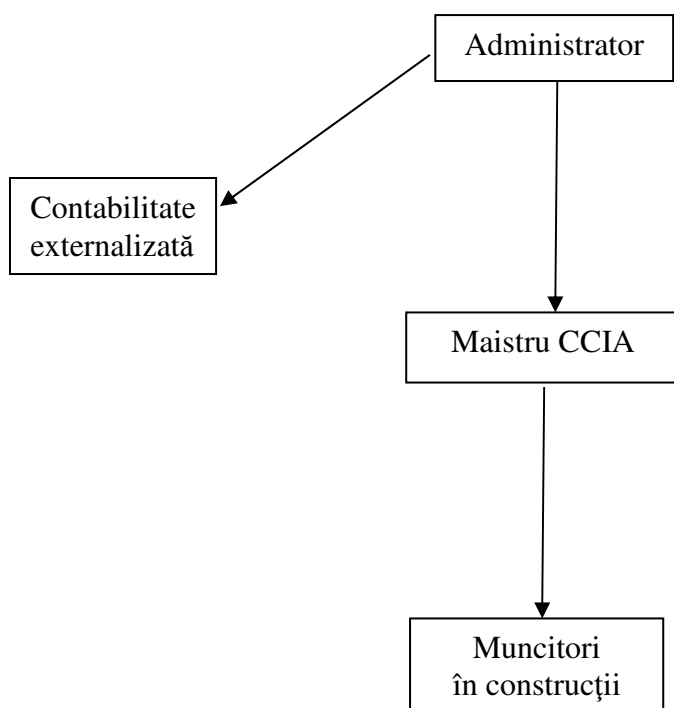 Administrator
Contabilitate
externalizată
Maistru CCIA
Muncitori
în construcţii